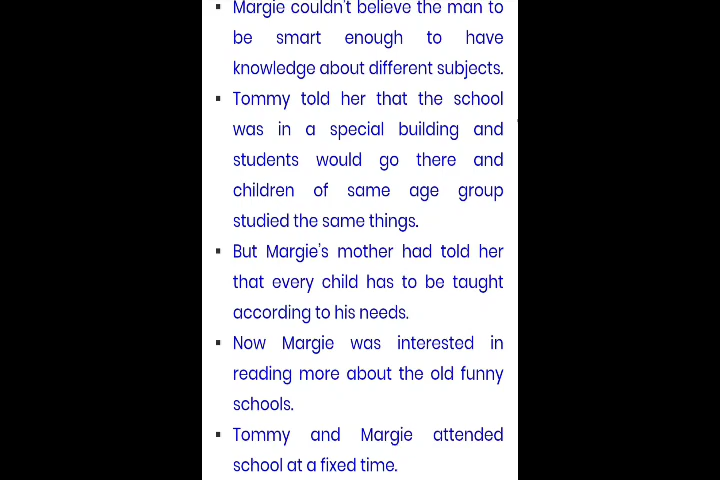 ▪ Margie couldn't believe the man to
be smart enough to have
knowledge about different subjects.
▪ Tommy told her that the school
was in a special building and
students would go there and
children of same age group
studied the same things.
▪ But Margie's mother had told her
that every child has to be taught
according to his needs.
▪ Now Margie was interested in
reading more about the old funny
schools.
▪ Tommy and Margie attended
school at a fixed time.